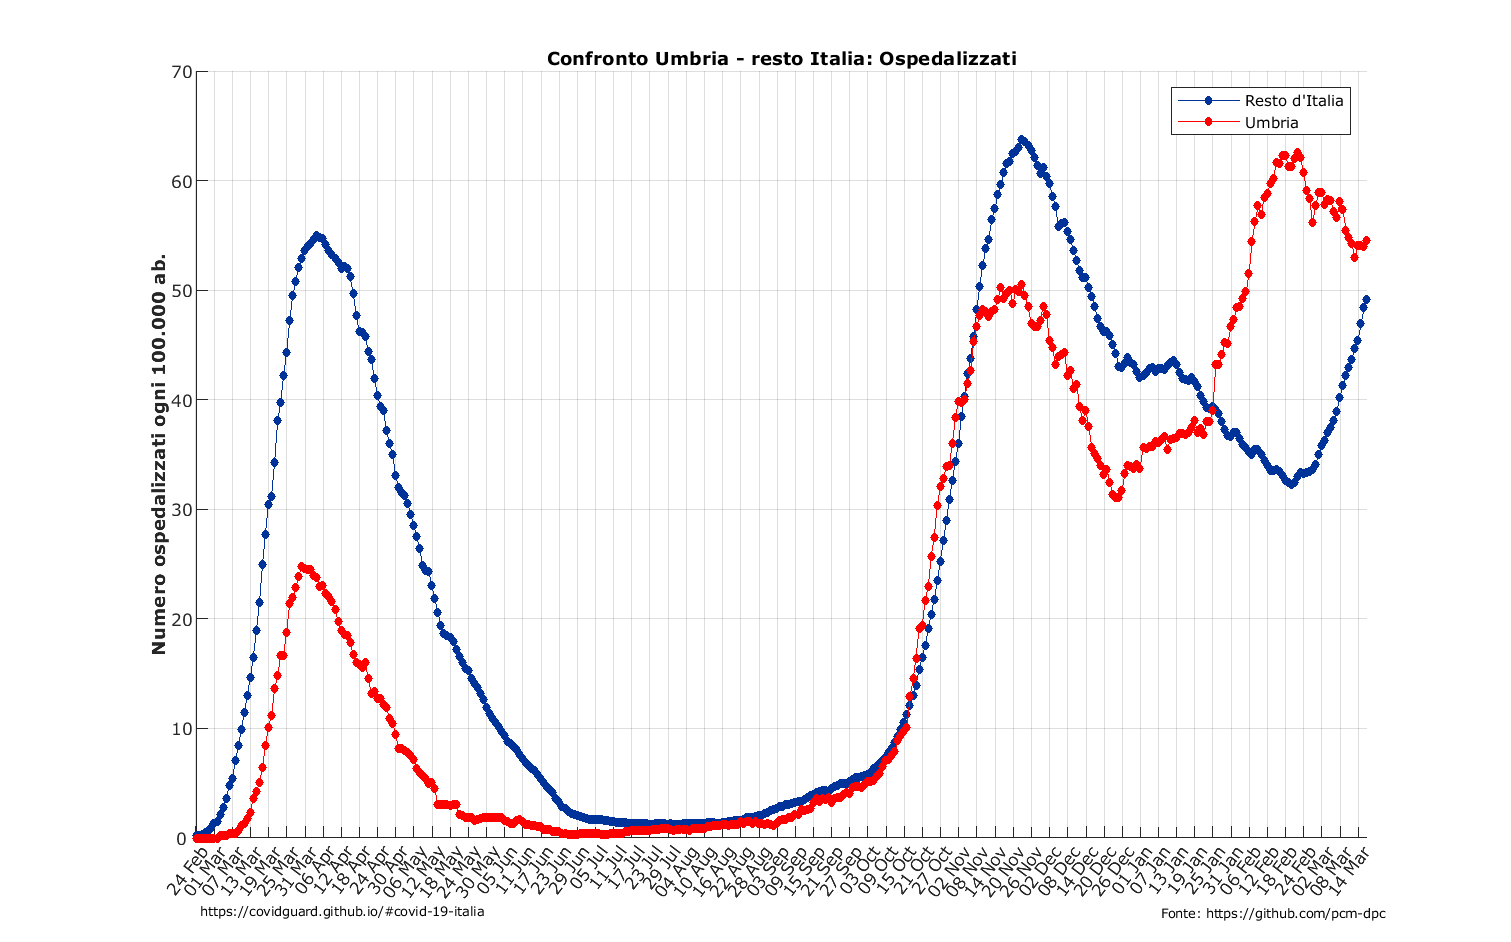 Confronto Umbria - resto Italia: Ospedalizzati
Resto d'Italia
Umbria
Numero ospedalizzati ogni 100.000 ab.
70
60
50
40
30
20
10
0
24 Feb
01 Mar
07 Mar
13 Mar
19 Mar
25 Mar
31 Mar
06 Apr
12 Apr
18 Apr
24 Apr
30 Apr
06 May
12 May
18 May
24 May
30 May
05 Jun
11 Jun
17 Jun
23 Jun
29 Jun
05 Jul
11 Jul
17 Jul
23 Jul
29 Jul
04 Aug
10 Aug
16 Aug
22 Aug
28 Aug
03 Sep
09 Sep
15 Sep
21 Sep
27 Sep
03 Oct
09 Oct
15 Oct
21 Oct
27 Oct
02 Nov
08 Nov
14 Nov
20 Nov
26 Nov
02 Dec
08 Dec
14 Dec
20 Dec
26 Dec
01 Jan
07 Jan
13 Jan
19 Jan
25 Jan
31 Jan
06 Feb
12 Feb
18 Feb
24 Feb
02 Mar
08 Mar
14 Mar
https://covidguard.github.io/#covid-19-italia
Fonte: https://github.com/pcm-dpc